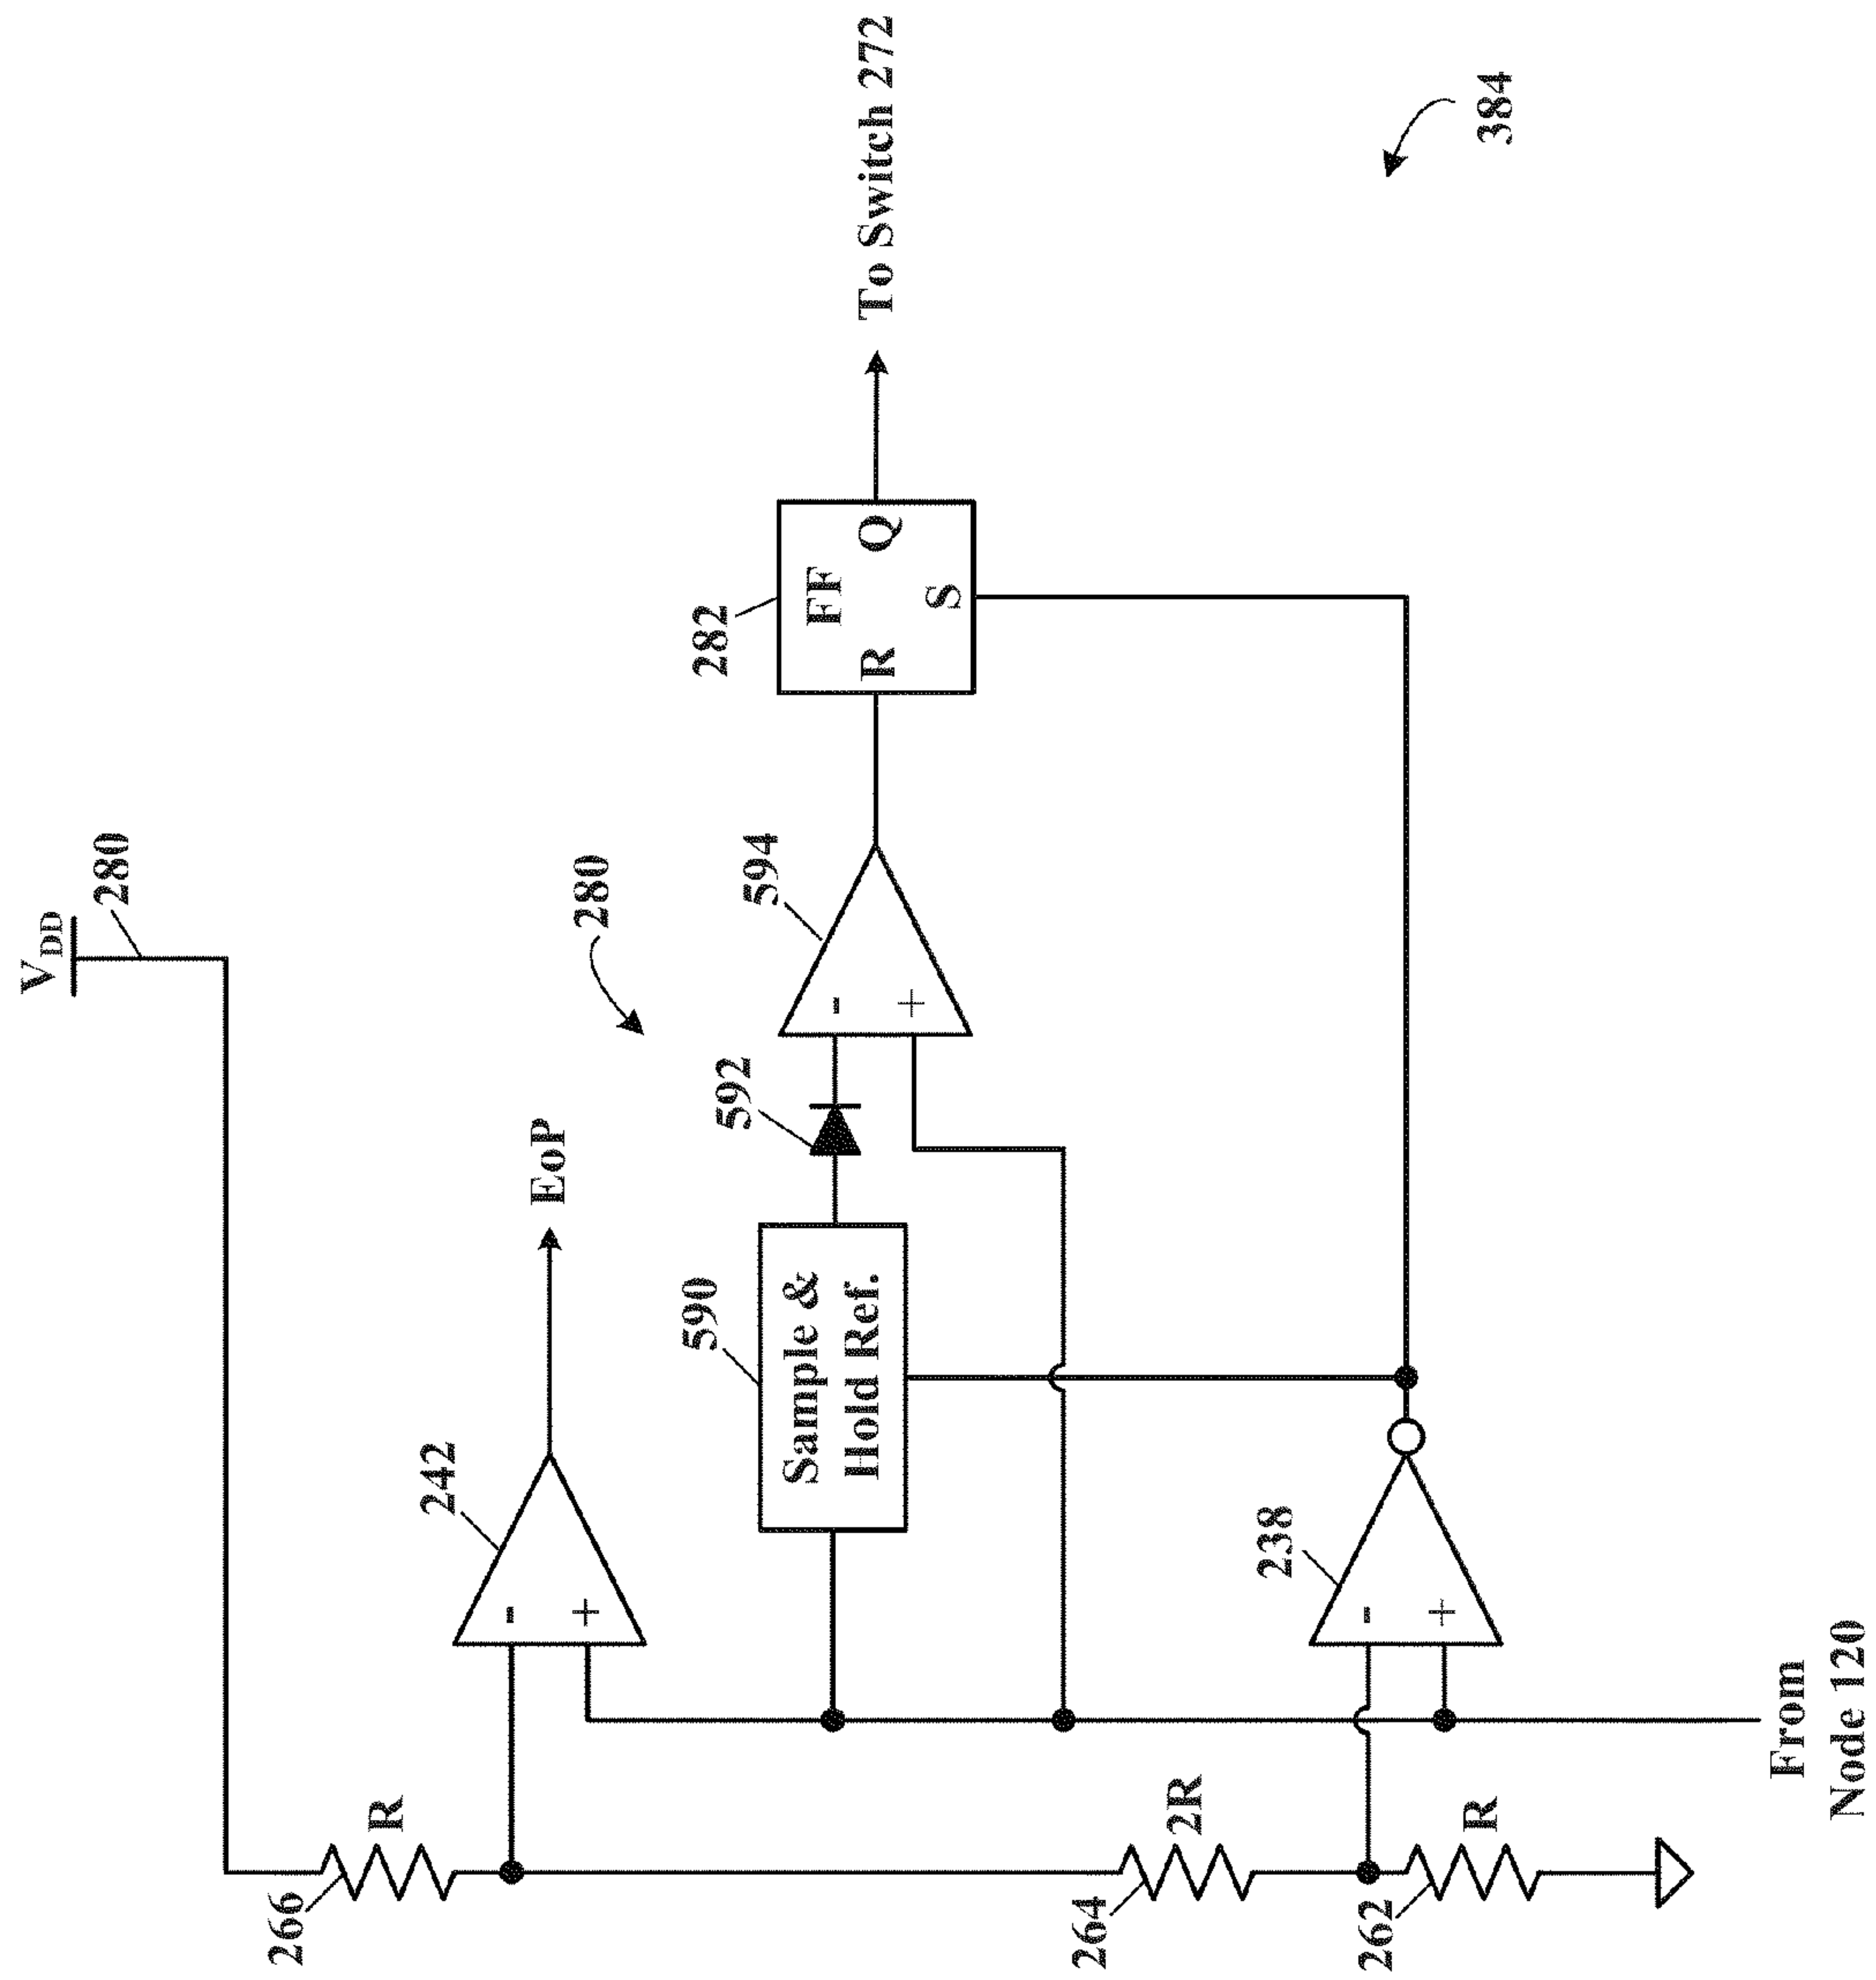 V_DD
280
266
R
242
EoP
280
282
FF
R
Q
S
To Switch 272
590
Sample &
Hold Ref.
592
594
-
+
-
+
264
2R
238
-
+
262
R
From
Node 120
384